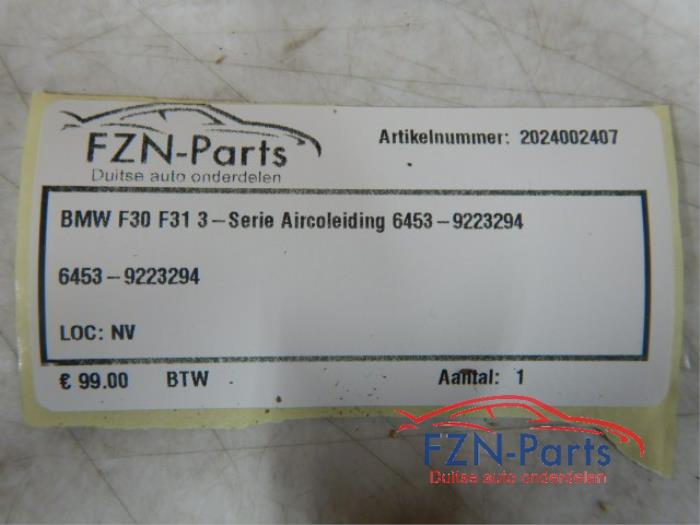 FZN-Parts
Duitse auto onderdelen
Artikelnummer: 2024002407
BMW F30 F31 3-Serie Aircoleiding 6453-9223294
6453-9223294
LOC: NV
€ 99.00 BTW Aantal: 1
FZN-Parts
Duitse auto onderdelen